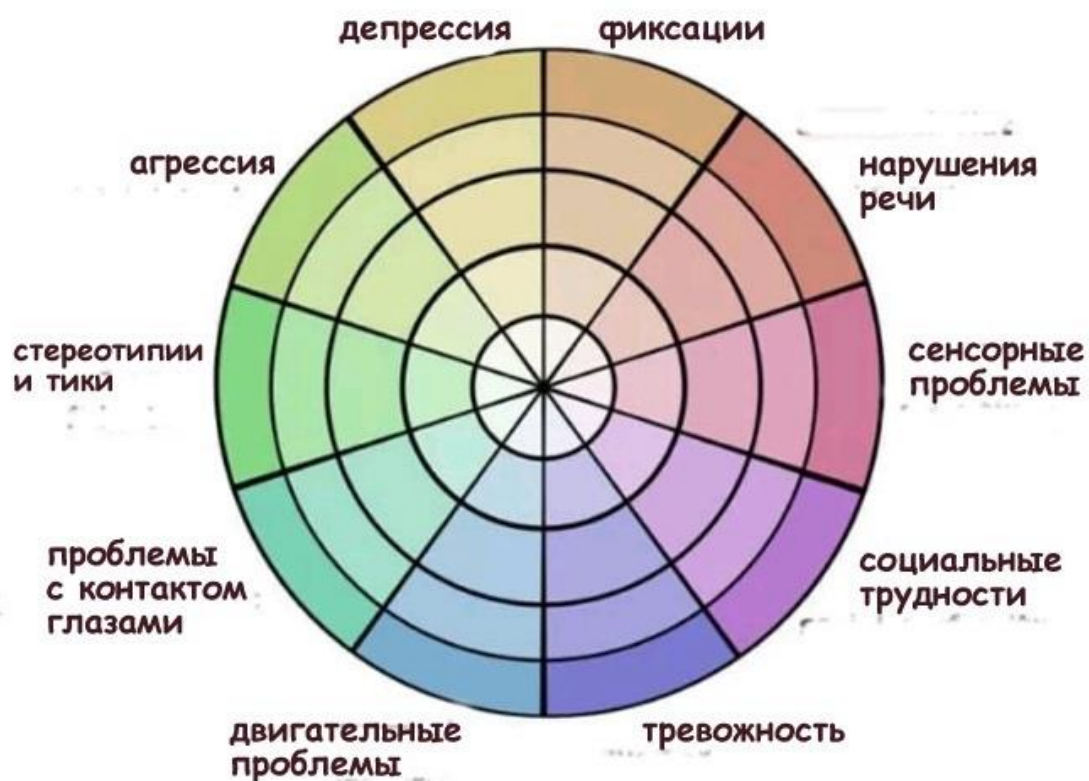 депрессия
фиксации
агрессия
нарушения
речи
стереотипии
и тики
сенсорные
проблемы
проблемы
с контактом
глазами
социальные
трудности
двигательные
проблемы
тревожность